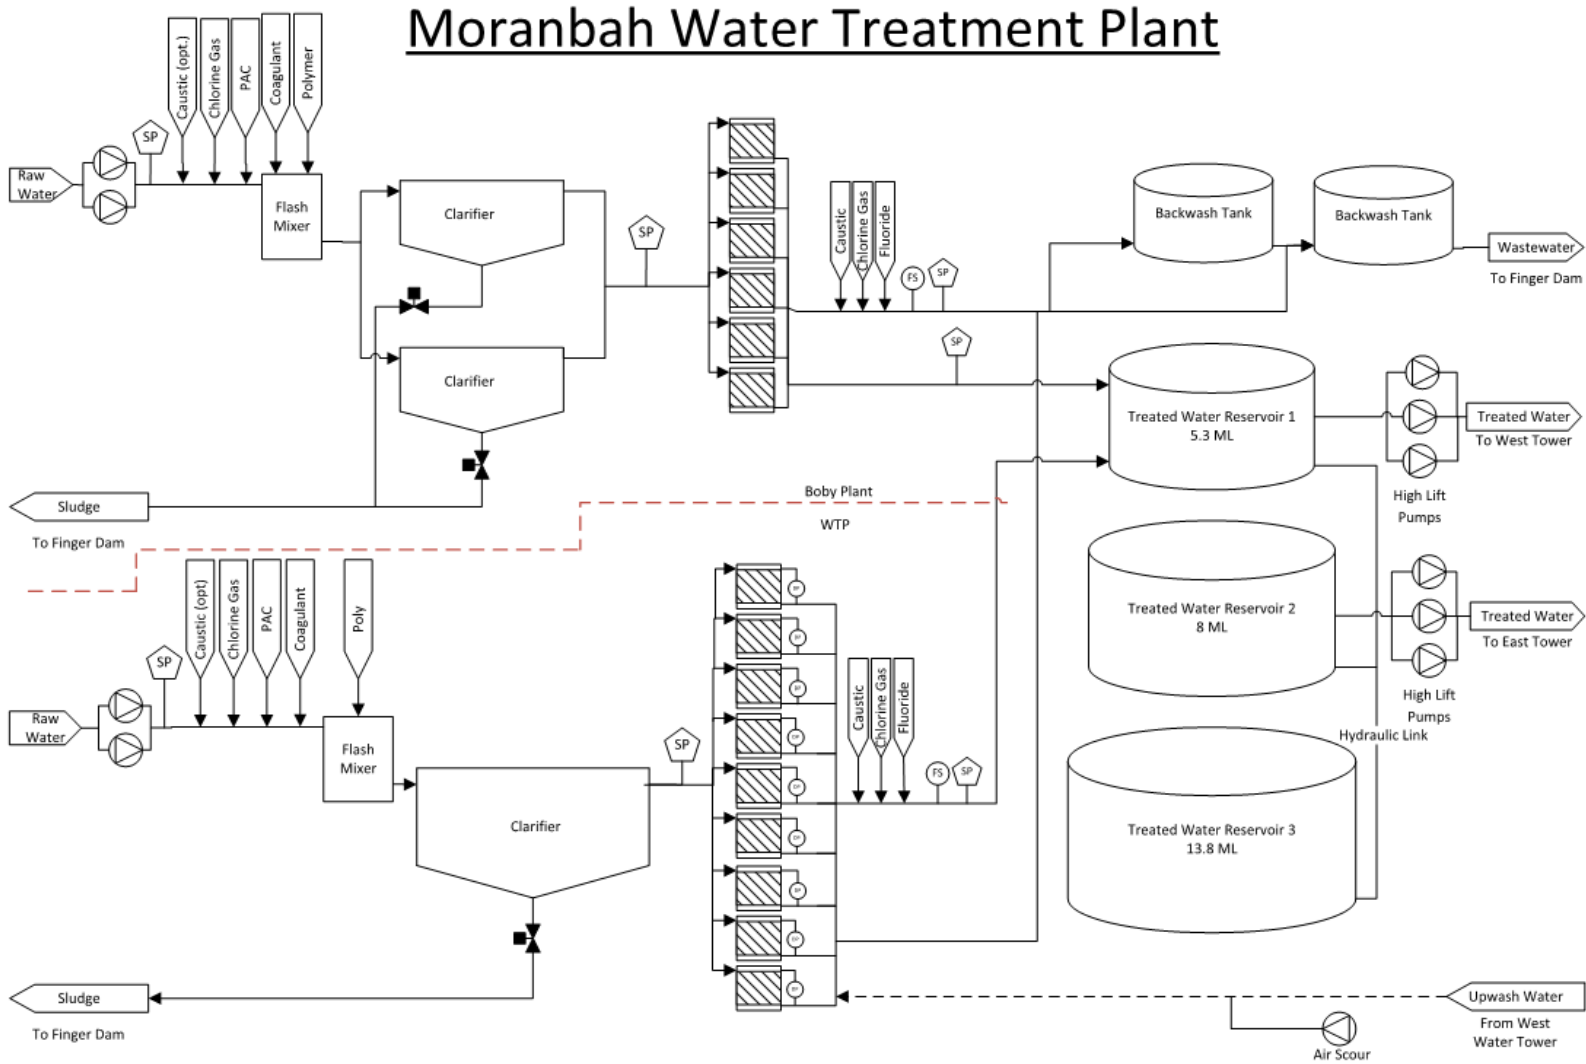 Moranbah Water Treatment Plant
Caustic (opt.)
Chlorine Gas
PAC
Coagulant
Polymer
SP
Raw
Water
Flash
Mixer
Clarifier
Clarifier
SP
Caustic
Chlorine Gas
Fluoride
FS
SP
SP
Backwash Tank
Backwash Tank
Wastewater
To Finger Dam
Treated Water Reservoir 1
5.3 ML
Treated Water
To West Tower
High Lift
Pumps
Sludge
To Finger Dam
Boby Plant
WTP
Treated Water Reservoir 2
8 ML
Treated Water
To East Tower
High Lift
Pumps
Hydraulic Link
Treated Water Reservoir 3
13.8 ML
Caustic (opt)
Chlorine Gas
PAC
Coagulant
Poly
SP
Raw
Water
Flash
Mixer
Clarifier
SP
Caustic
Chlorine Gas
Fluoride
FS
SP
Sludge
To Finger Dam
Upwash Water
From West
Water Tower
Air Scour